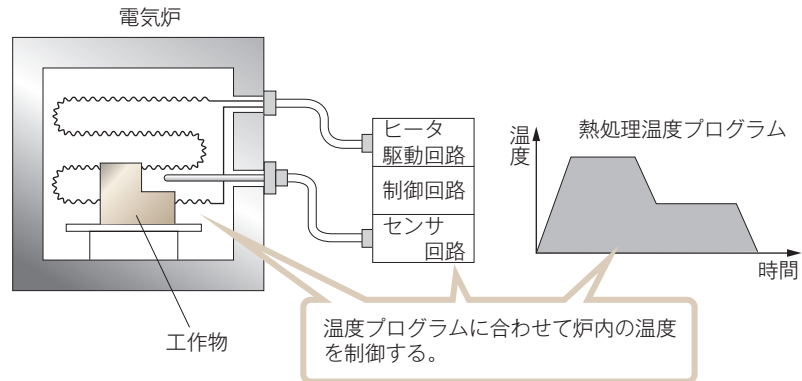 電気炉
ヒータ
駆動回路
制御回路
センサ
回路
工作物
熱処理温度プログラム
温度
時間
温度プログラムに合わせて炉内の温度
を制御する。